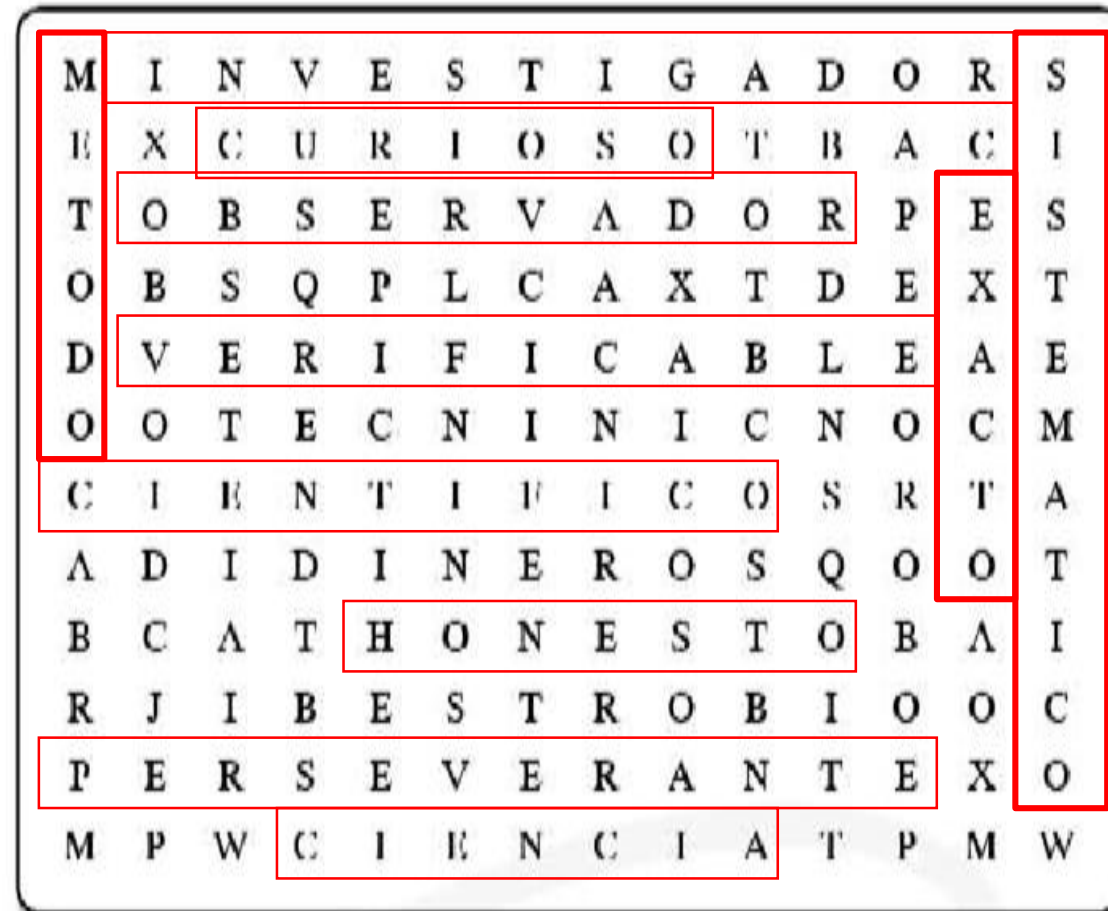 M I N V E S T I G A D O R S
E X C U R I O S O T B A C I
T O B S E R V A D O R P E S
O B S Q P L C A X T D E X T
D V E R I F I C A B L E A E
O O T E C N I N I C N O C M
C I E N T I F I C O S R T A
A D I D I N E R O S Q O O T
B C A T H O N E S T O B A I
R J I B E S T R O B I O O C
P E R S E V E R A N T E X O
M P W C I E N C I A T P M W